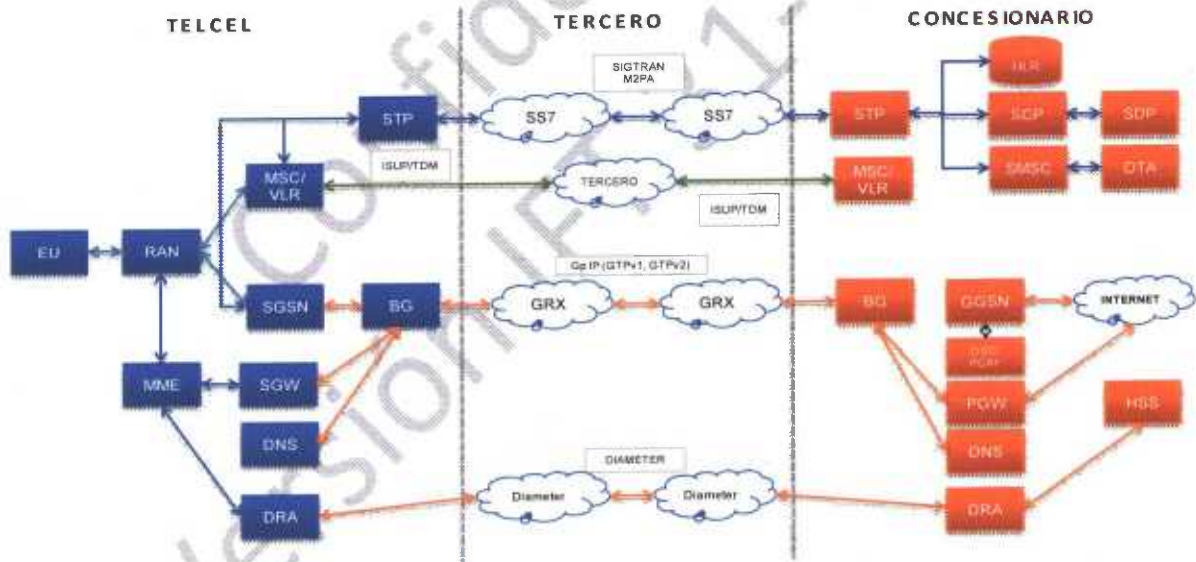 TELCEL
TERCERO
CONCESIONARIO
SIGTRAN
M2PA
HLR
STP
SS7
SS7
STP
SCP
SDP
ISUP/TDM
MSC/
VLR
TERCERO
MSC/
VLR
SMSC
OTA
ISUP/TDM
EU
RAN
Gp IP (GTPv1, GTPv2)
SGSN
BG
GRX
GRX
BG
GGSN
INTERNET
MME
SGW
PGW
HSS
DNS
DNS
DIAMETER
DRA
Diameter
Diameter
DRA